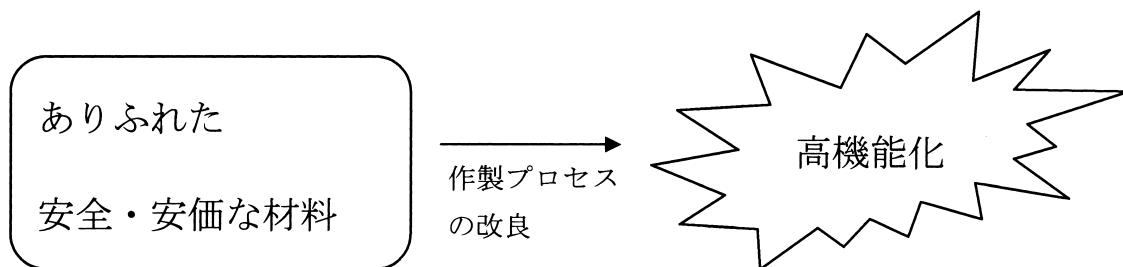 ありふれた
安全・安価な材料
作製プロセス
の改良
高機能化